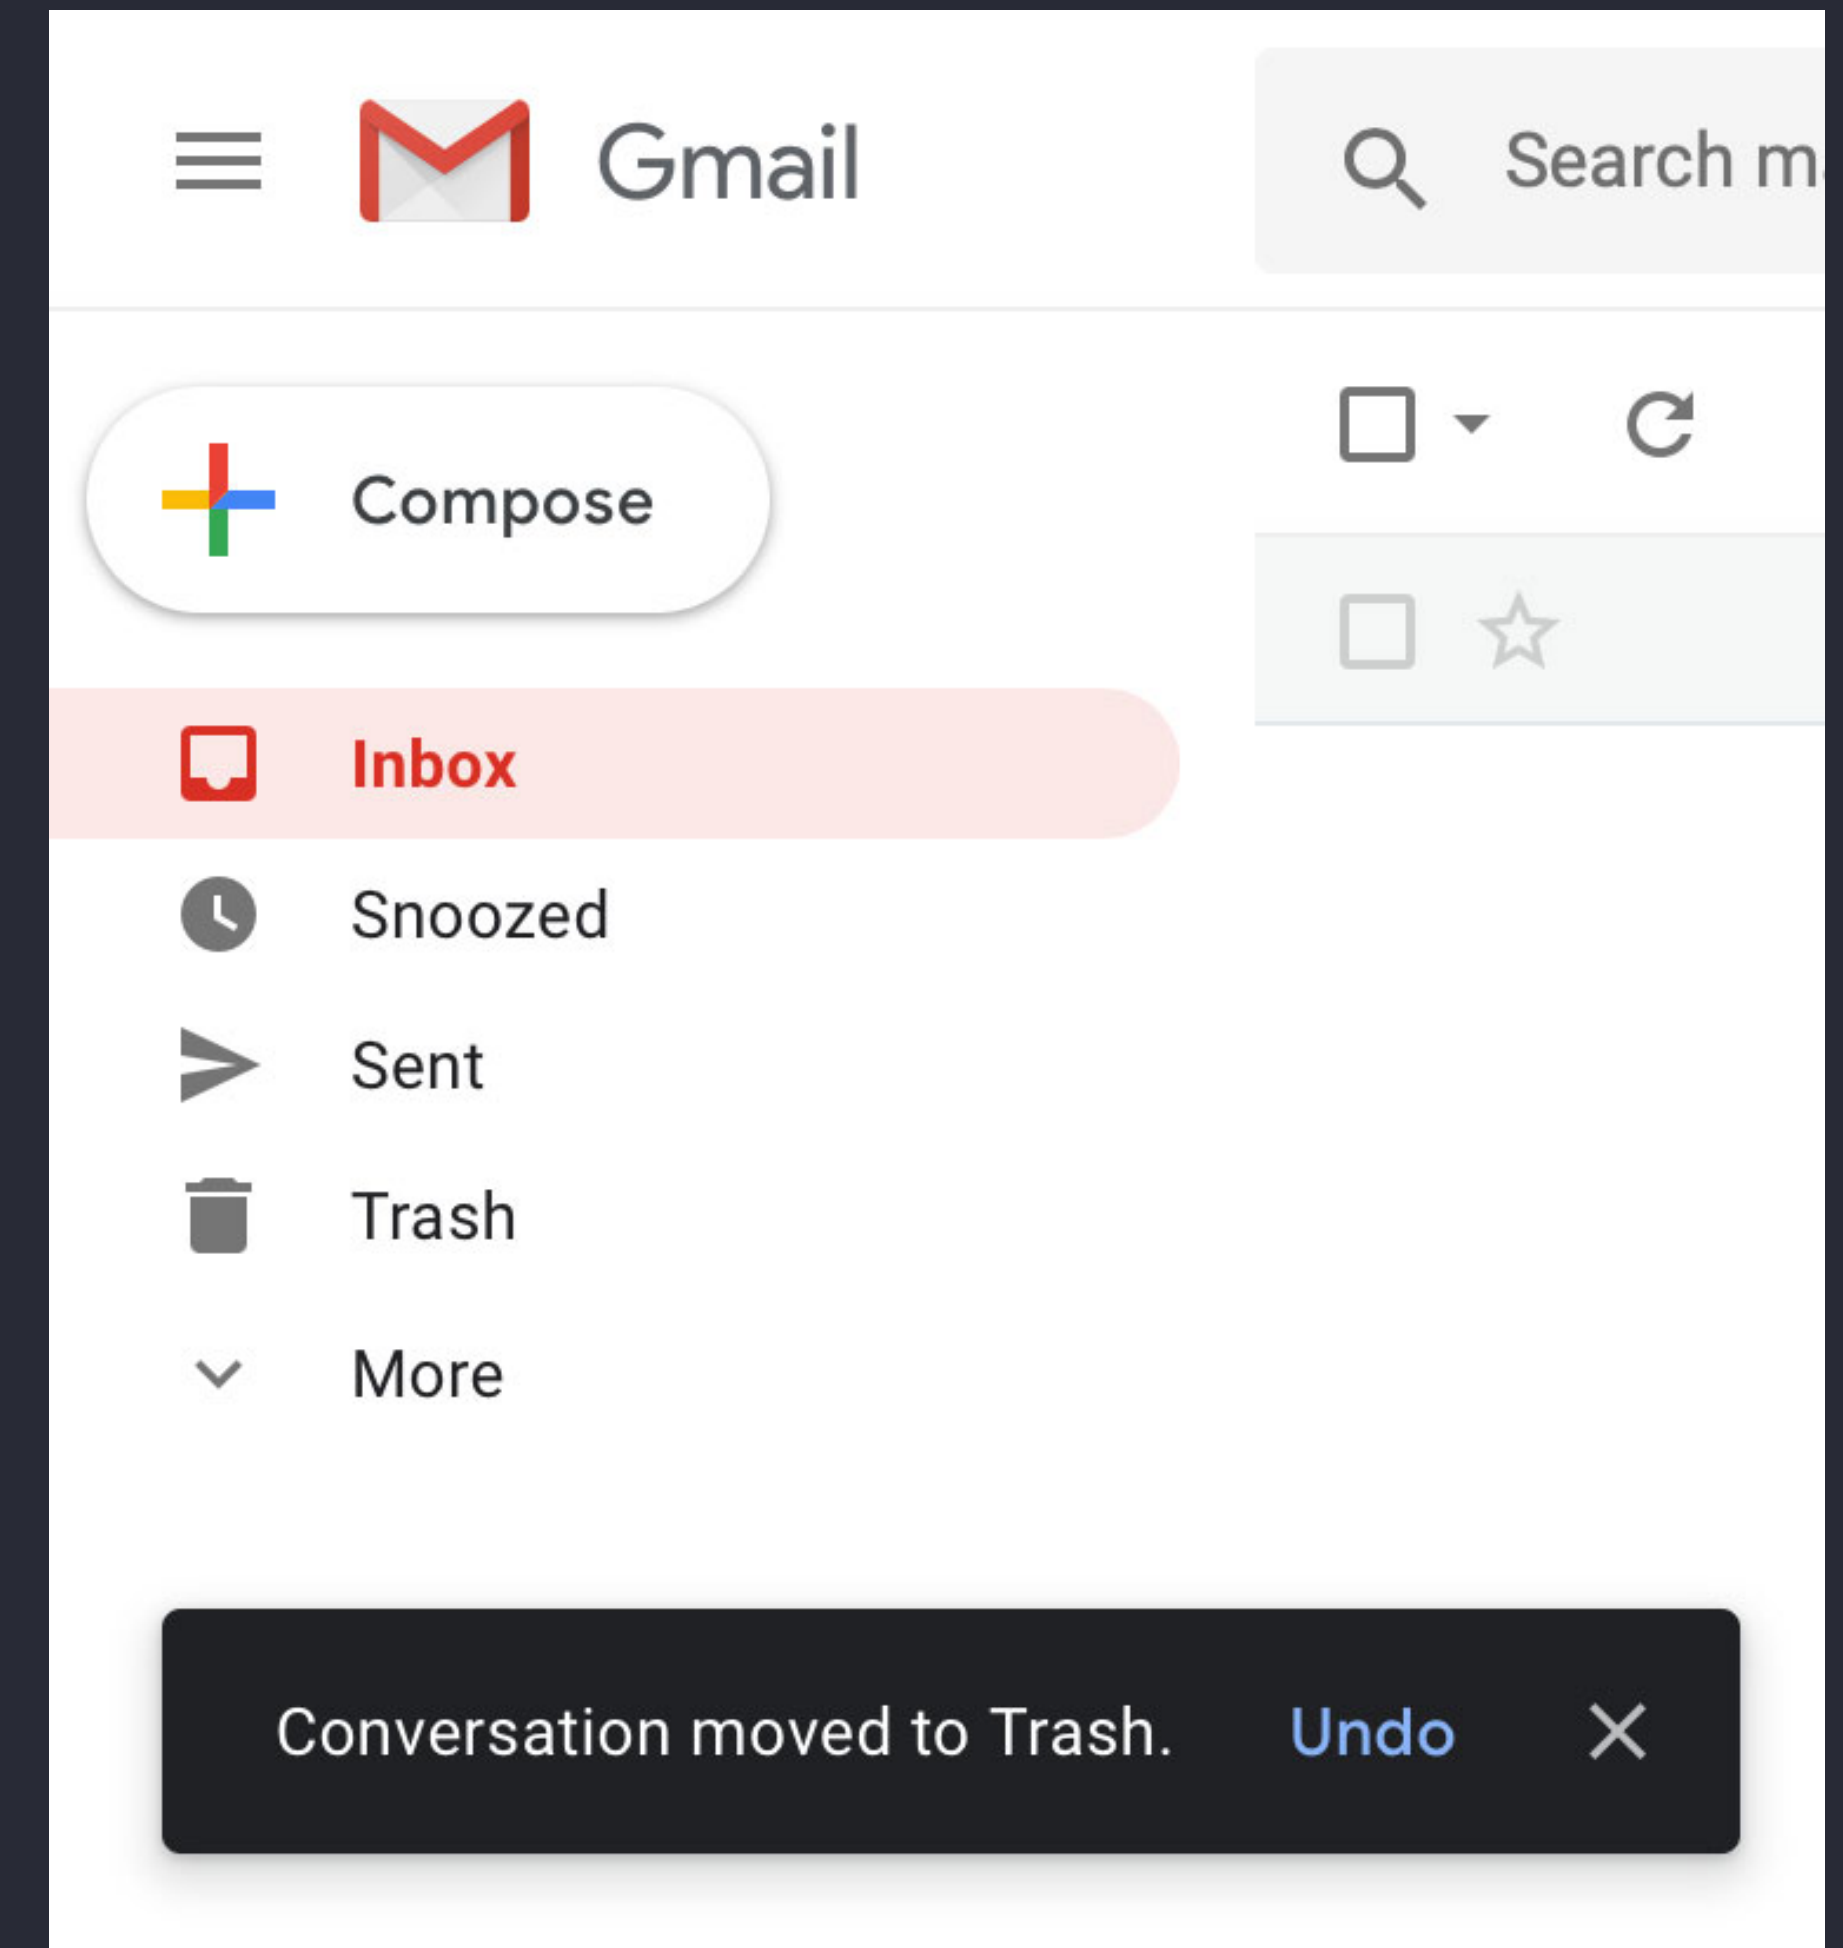 Gmail
Search m
Compose
Inbox
Snoozed
Sent
Trash
More
Conversation moved to Trash. Undo